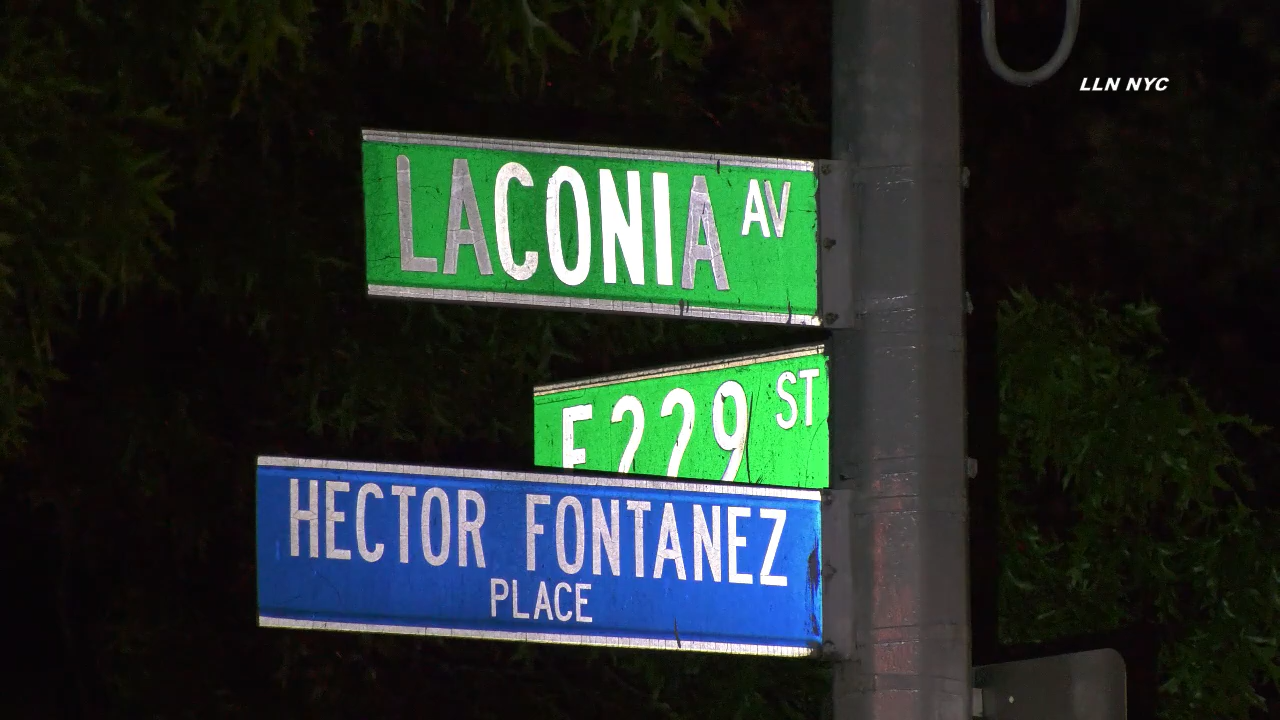 LLN NYC
LACONIA AV
E 229 ST
HECTOR FONTANEZ
PLACE